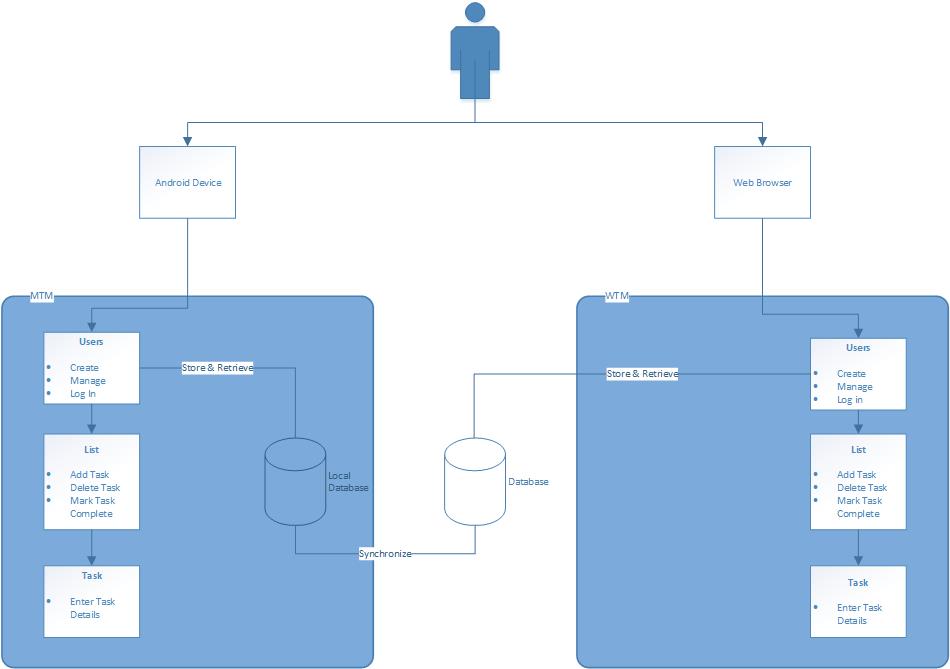 Android Device
Web Browser
MTM
Users
Create
Manage
Log In
List
Add Task
Delete Task
Mark Task
Complete
Task
Enter Task
Details
Store & Retrieve
Local
Database
Synchronize
Database
WTM
Store & Retrieve
Users
Create
Manage
Log in
List
Add Task
Delete Task
Mark Task
Complete
Task
Enter Task
Details